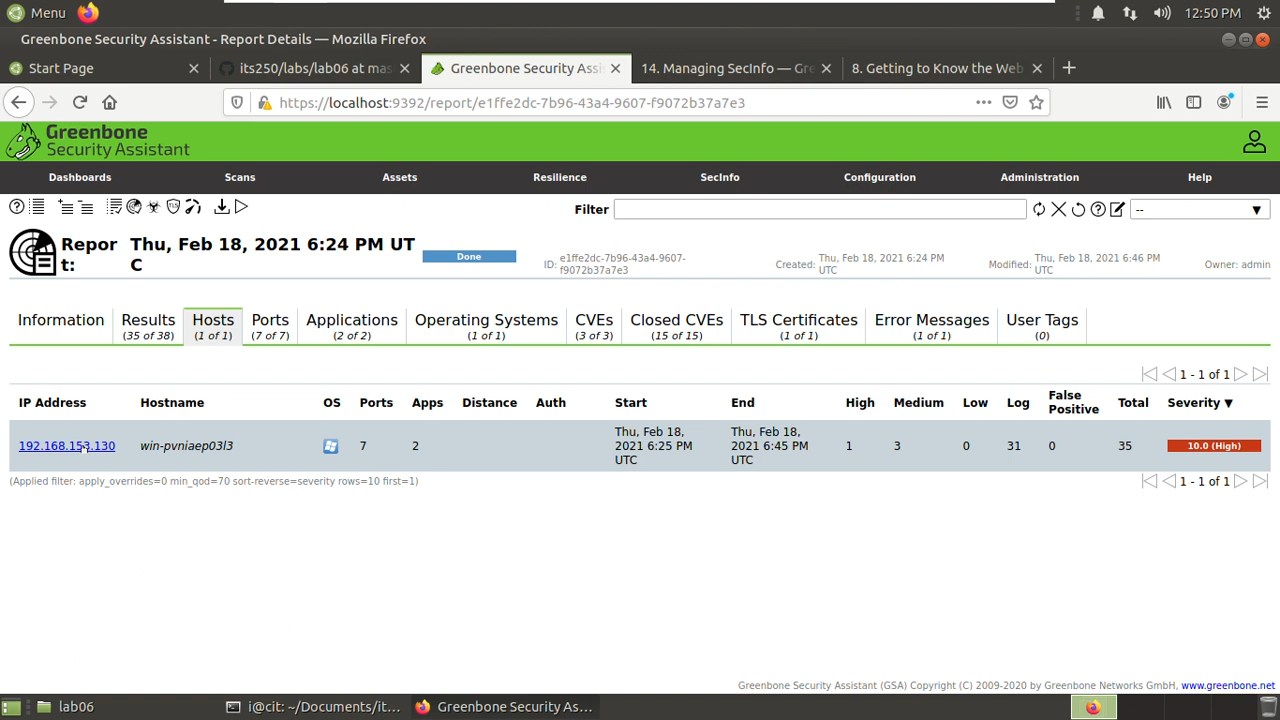 Menu
12:50 PM
Greenbone Security Assistant - Report Details — Mozilla Firefox
Start Page
its250/labs/lab06 at mas
Greenbone Security Assis
14. Managing SecInfo — Gre
8. Getting to Know the Web
https://localhost:9392/report/e1ffe2dc-7b96-43a4-9607-f9072b37a7e3
Greenbone
Security Assistant
Dashboards Scans Assets Resilience SecInfo Configuration Administration Help
Filter
--
Repor
t:
Thu, Feb 18, 2021 6:24 PM UT
C
Done
ID: e1ffe2dc-7b96-43a4-9607-
f9072b37a7e3
Created: Thu, Feb 18, 2021 6:24 PM
UTC
Modified: Thu, Feb 18, 2021 6:46 PM
UTC
Owner: admin
Information
Results
(35 of 38)
Hosts
(1 of 1)
Ports
(7 of 7)
Applications
(2 of 2)
Operating Systems
(1 of 1)
CVEs
(3 of 3)
Closed CVEs
(15 of 15)
TLS Certificates
(1 of 1)
Error Messages
(1 of 1)
User Tags
(0)
1 - 1 of 1
IP Address Hostname OS Ports Apps Distance Auth Start End High Medium Low Log False
Positive Total Severity ▼
192.168.153.130 win-pvniaep03l3 7 2
Thu, Feb 18,
2021 6:25 PM
UTC
Thu, Feb 18,
2021 6:45 PM
UTC
1 3 0 31 0 35 10.0 (High)
(Applied filter: apply_overrides=0 min_qod=70 sort-reverse=severity rows=10 first=1)
1 - 1 of 1
Greenbone Security Assistant (GSA) Copyright (C) 2009-2020 by Greenbone Networks GmbH, www.greenbone.net
lab06
i@cit: ~/Documents/it...
Greenbone Security As...